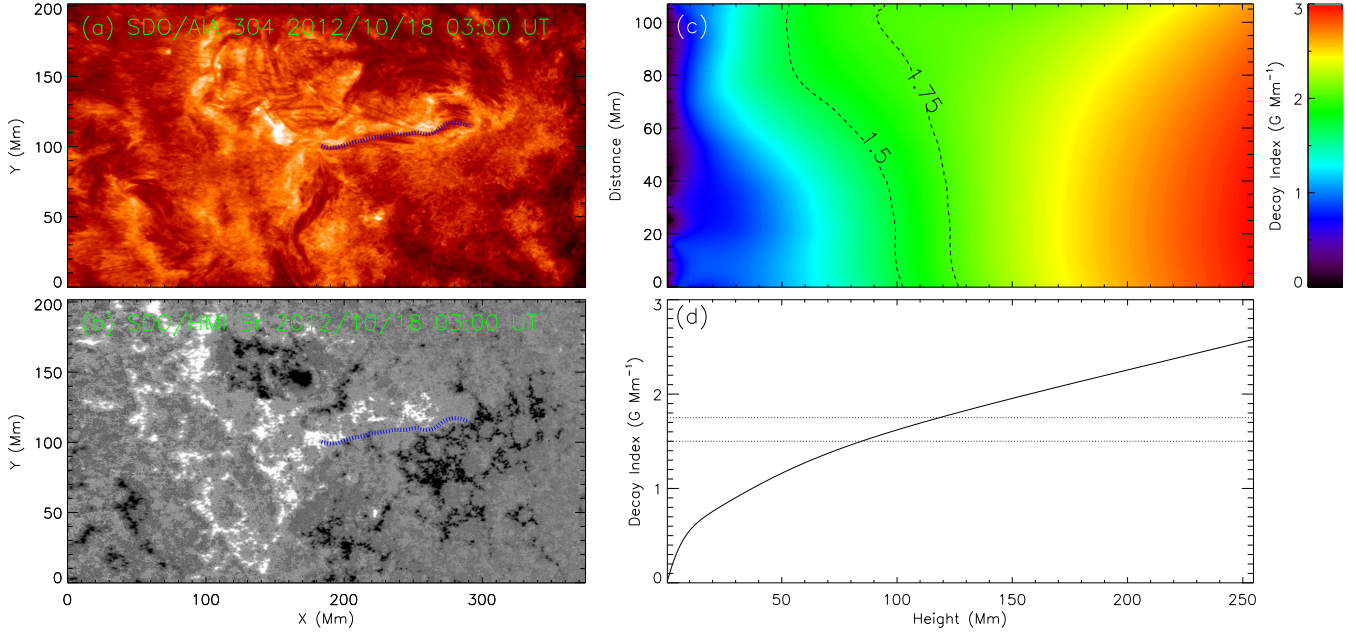 (a) SDO/AIA 304 2012/10/18 03:00 UT
200
150
100
50
0
Y (Mm)
(b) SDO/HMI Br 2012/10/18 03:00 UT
200
150
100
50
0
Y (Mm)
0 100 200 300
X (Mm)
(c)
100
80
60
40
20
0
Distance (Mm)
1.5
1.75
3
2
1
0
Decay Index (G Mm⁻¹)
(d)
3
2
1
0
Decay Index (G Mm⁻¹)
50 100 150 200 250
Height (Mm)